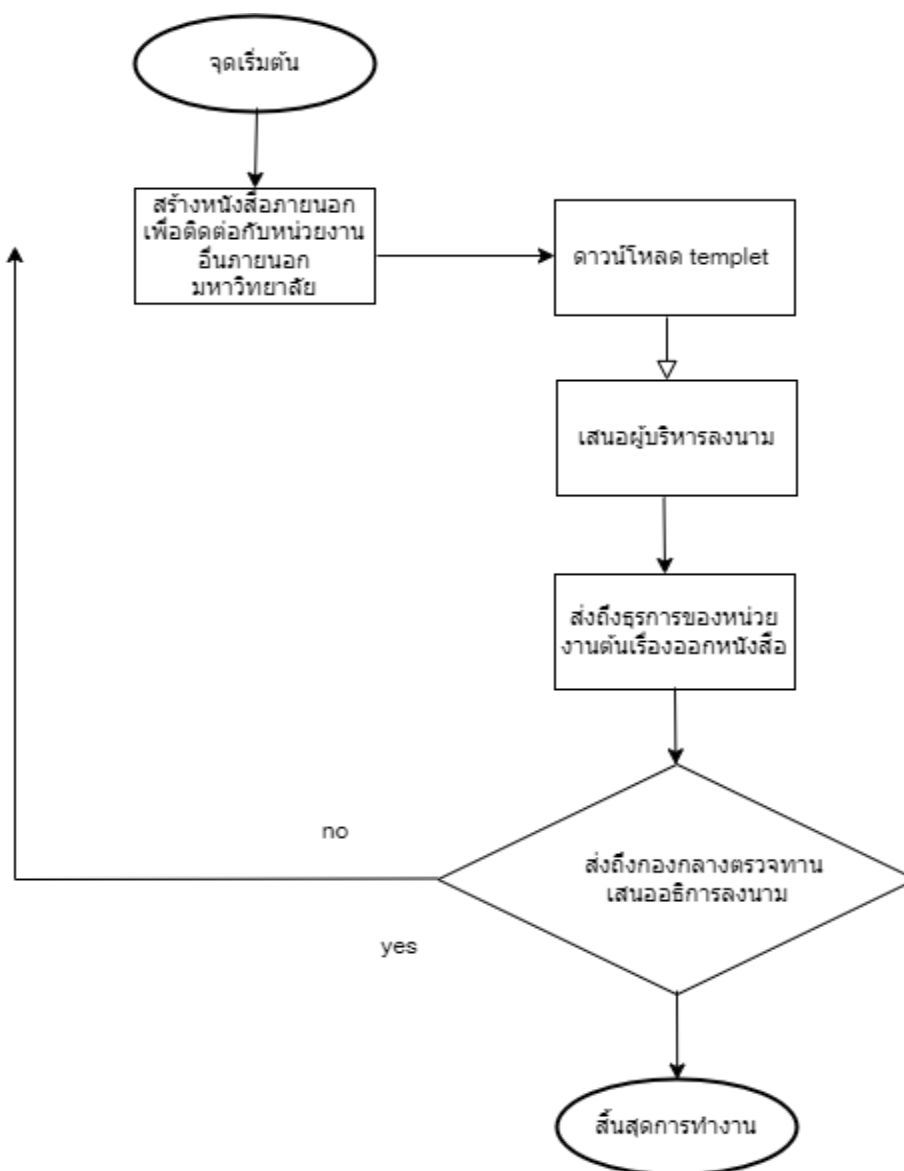 จุดเริ่มต้น
สร้างหนังสือภายนอก
เพื่อติดต่อกับหน่วยงาน
อื่นภายนอก
มหาวิทยาลัย
ดาวน์โหลด templet
เสนอผู้บริหารลงนาม
ส่งถึงธุรการของหน่วย
งานต้นเรื่องออกหนังสือ
no
ส่งถึงกองกลางตรวจทาน
เสนออธิการลงนาม
yes
สิ้นสุดการทำงาน